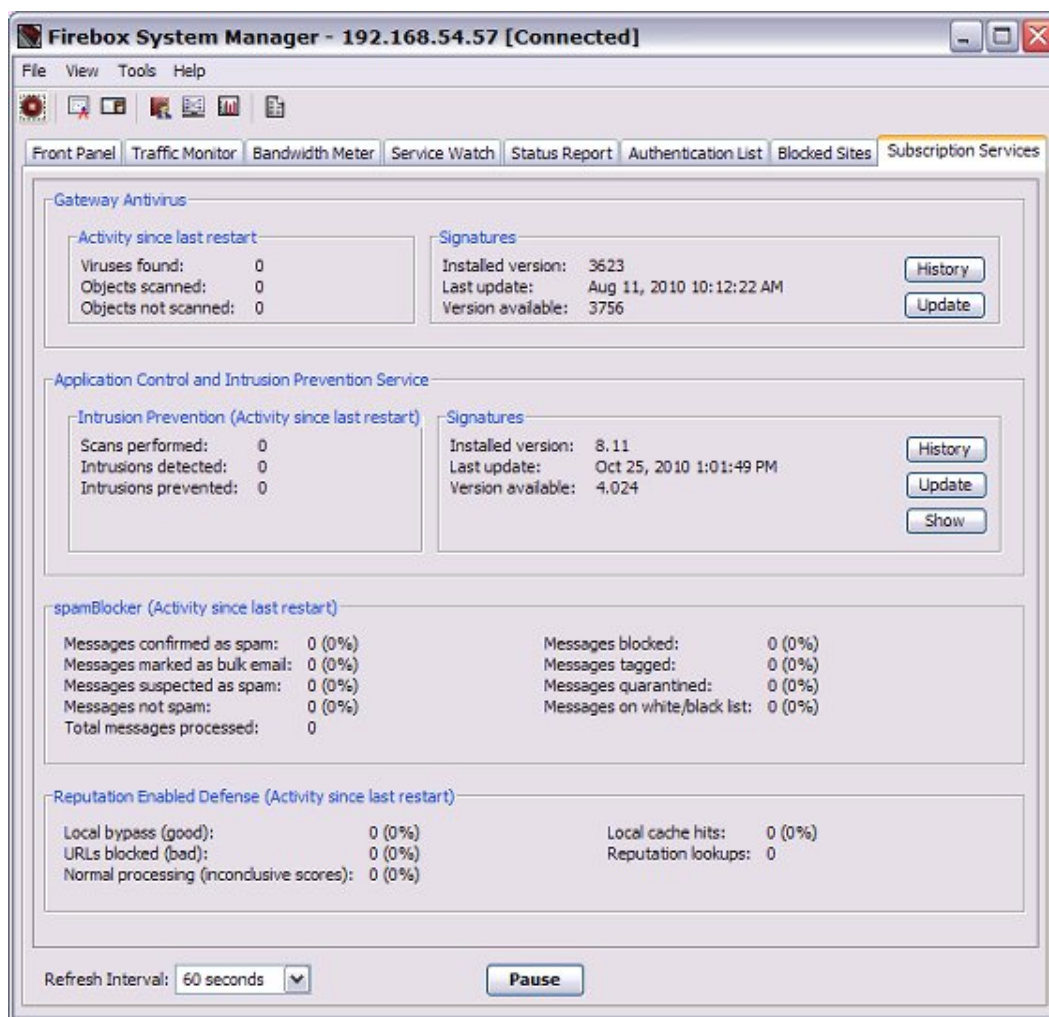 Firebox System Manager - 192.168.54.57 [Connected]
File View Tools Help
Front Panel Traffic Monitor Bandwidth Meter Service Watch Status Report Authentication List Blocked Sites Subscription Services
Gateway Antivirus
Activity since last restart
Viruses found: 0
Objects scanned: 0
Objects not scanned: 0
Signatures
Installed version: 3623
Last update: Aug 11, 2010 10:12:22 AM
Version available: 3756
History
Update
Application Control and Intrusion Prevention Service
Intrusion Prevention (Activity since last restart)
Scans performed: 0
Intrusions detected: 0
Intrusions prevented: 0
Signatures
Installed version: 8.11
Last update: Oct 25, 2010 1:01:49 PM
Version available: 4.024
History
Update
Show
spamBlocker (Activity since last restart)
Messages confirmed as spam: 0 (0%)
Messages marked as bulk email: 0 (0%)
Messages suspected as spam: 0 (0%)
Messages not spam: 0 (0%)
Total messages processed: 0
Messages blocked: 0 (0%)
Messages tagged: 0 (0%)
Messages quarantined: 0 (0%)
Messages on white/black list: 0 (0%)
Reputation Enabled Defense (Activity since last restart)
Local bypass (good): 0 (0%)
URLs blocked (bad): 0 (0%)
Normal processing (inconclusive scores): 0 (0%)
Local cache hits: 0 (0%)
Reputation lookups: 0
Refresh Interval: 60 seconds
Pause